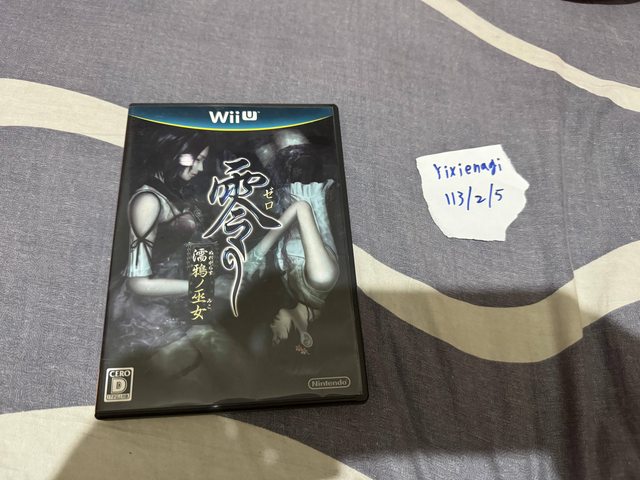 Wii U
零
ゼロ
濡鴉ノ巫女
ぬれがらす
みこ
CERO
D
Nintendo
Yixienagi
113/2/5